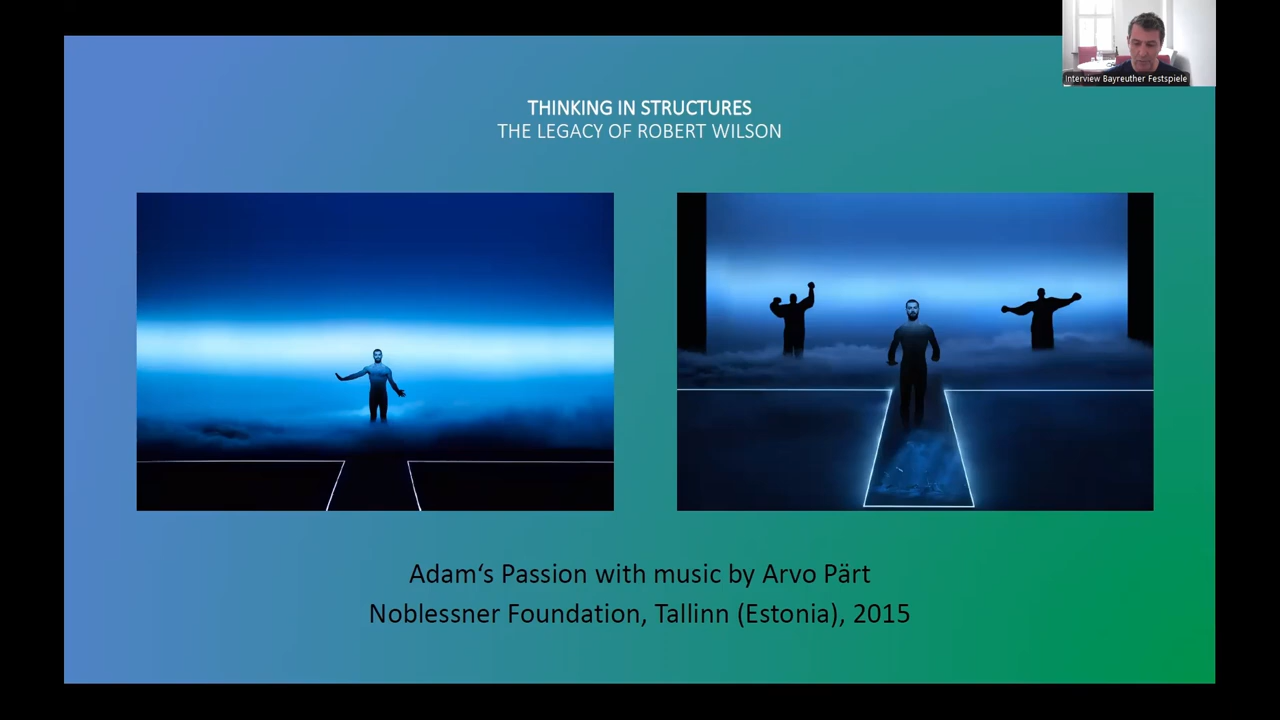 Interview Bayreuther Festspiele
THINKING IN STRUCTURES
THE LEGACY OF ROBERT WILSON
Adam‘s Passion with music by Arvo Pärt
Noblessner Foundation, Tallinn (Estonia), 2015